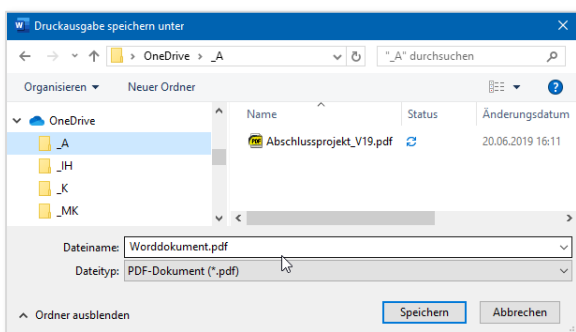 Druckausgabe speichern unter
OneDrive > _A
"_A" durchsuchen
Organisieren Neuer Ordner
Name Status Änderungsdatum
OneDrive
_A
_IH
_K
_MK
PDF Abschlussprojekt_V19.pdf 20.06.2019 16:11
Dateiname: Worddokument.pdf
Dateityp: PDF-Dokument (*.pdf)
Ordner ausblenden
Speichern Abbrechen